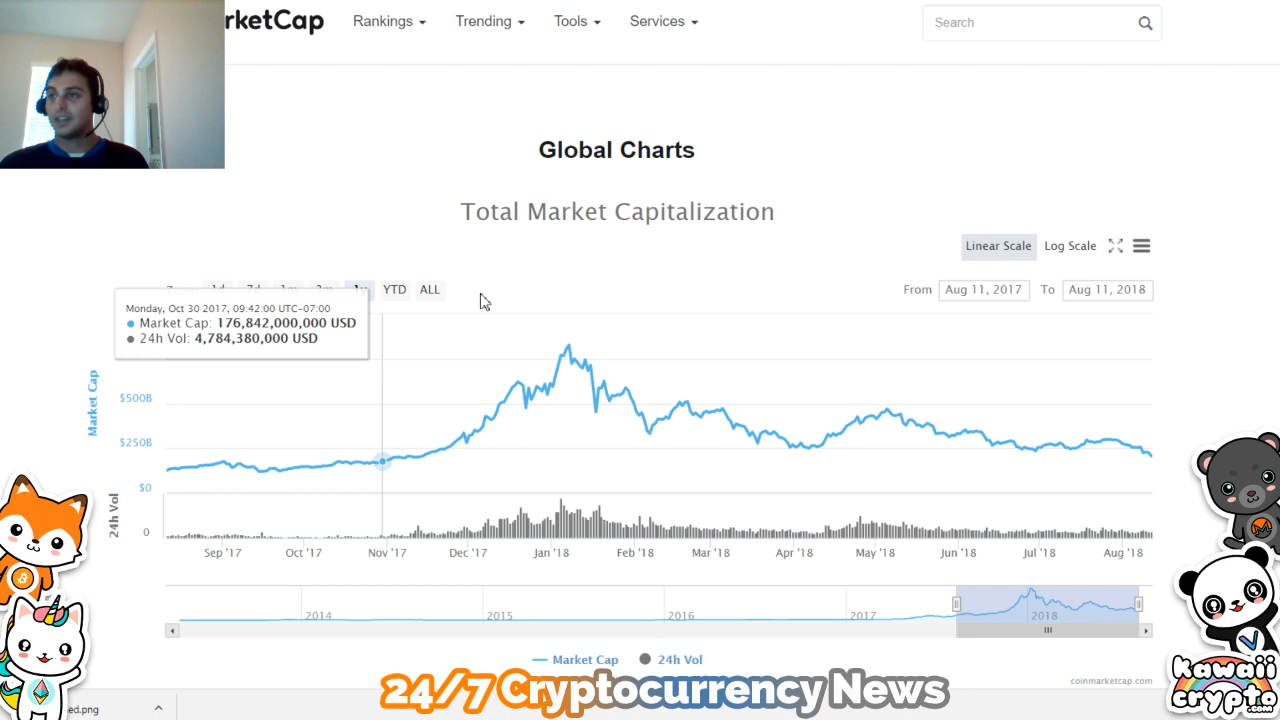 rketCap
Rankings
Trending
Tools
Services
Search
Global Charts
Total Market Capitalization
Linear Scale
Log Scale
YTD
ALL
From
Aug 11, 2017
To
Aug 11, 2018
Monday, Oct 30 2017, 09:42:00 UTC-07:00
Market Cap: 176,842,000,000 USD
24h Vol: 4,784,380,000 USD
Market Cap
$500B
$250B
$0
24h Vol
0
Sep '17
Oct '17
Nov '17
Dec '17
Jan '18
Feb '18
Mar '18
Apr '18
May '18
Jun '18
Jul '18
Aug '18
2014
2015
2016
2017
2018
Market Cap
24h Vol
coinmarketcap.com
24/7 Cryptocurrency News
ed.png
kawaii
crypto
.com